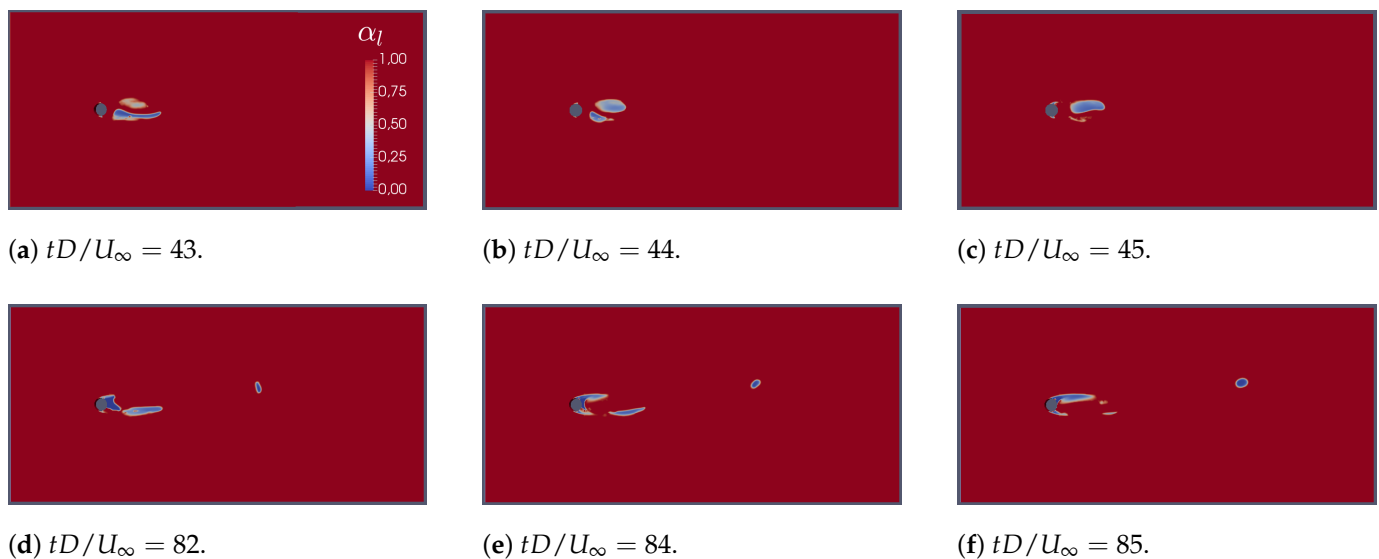 α_l
1,00
0,75
0,50
0,25
0,00
(a) tD/U∞ = 43.
(b) tD/U∞ = 44.
(c) tD/U∞ = 45.
(d) tD/U∞ = 82.
(e) tD/U∞ = 84.
(f) tD/U∞ = 85.